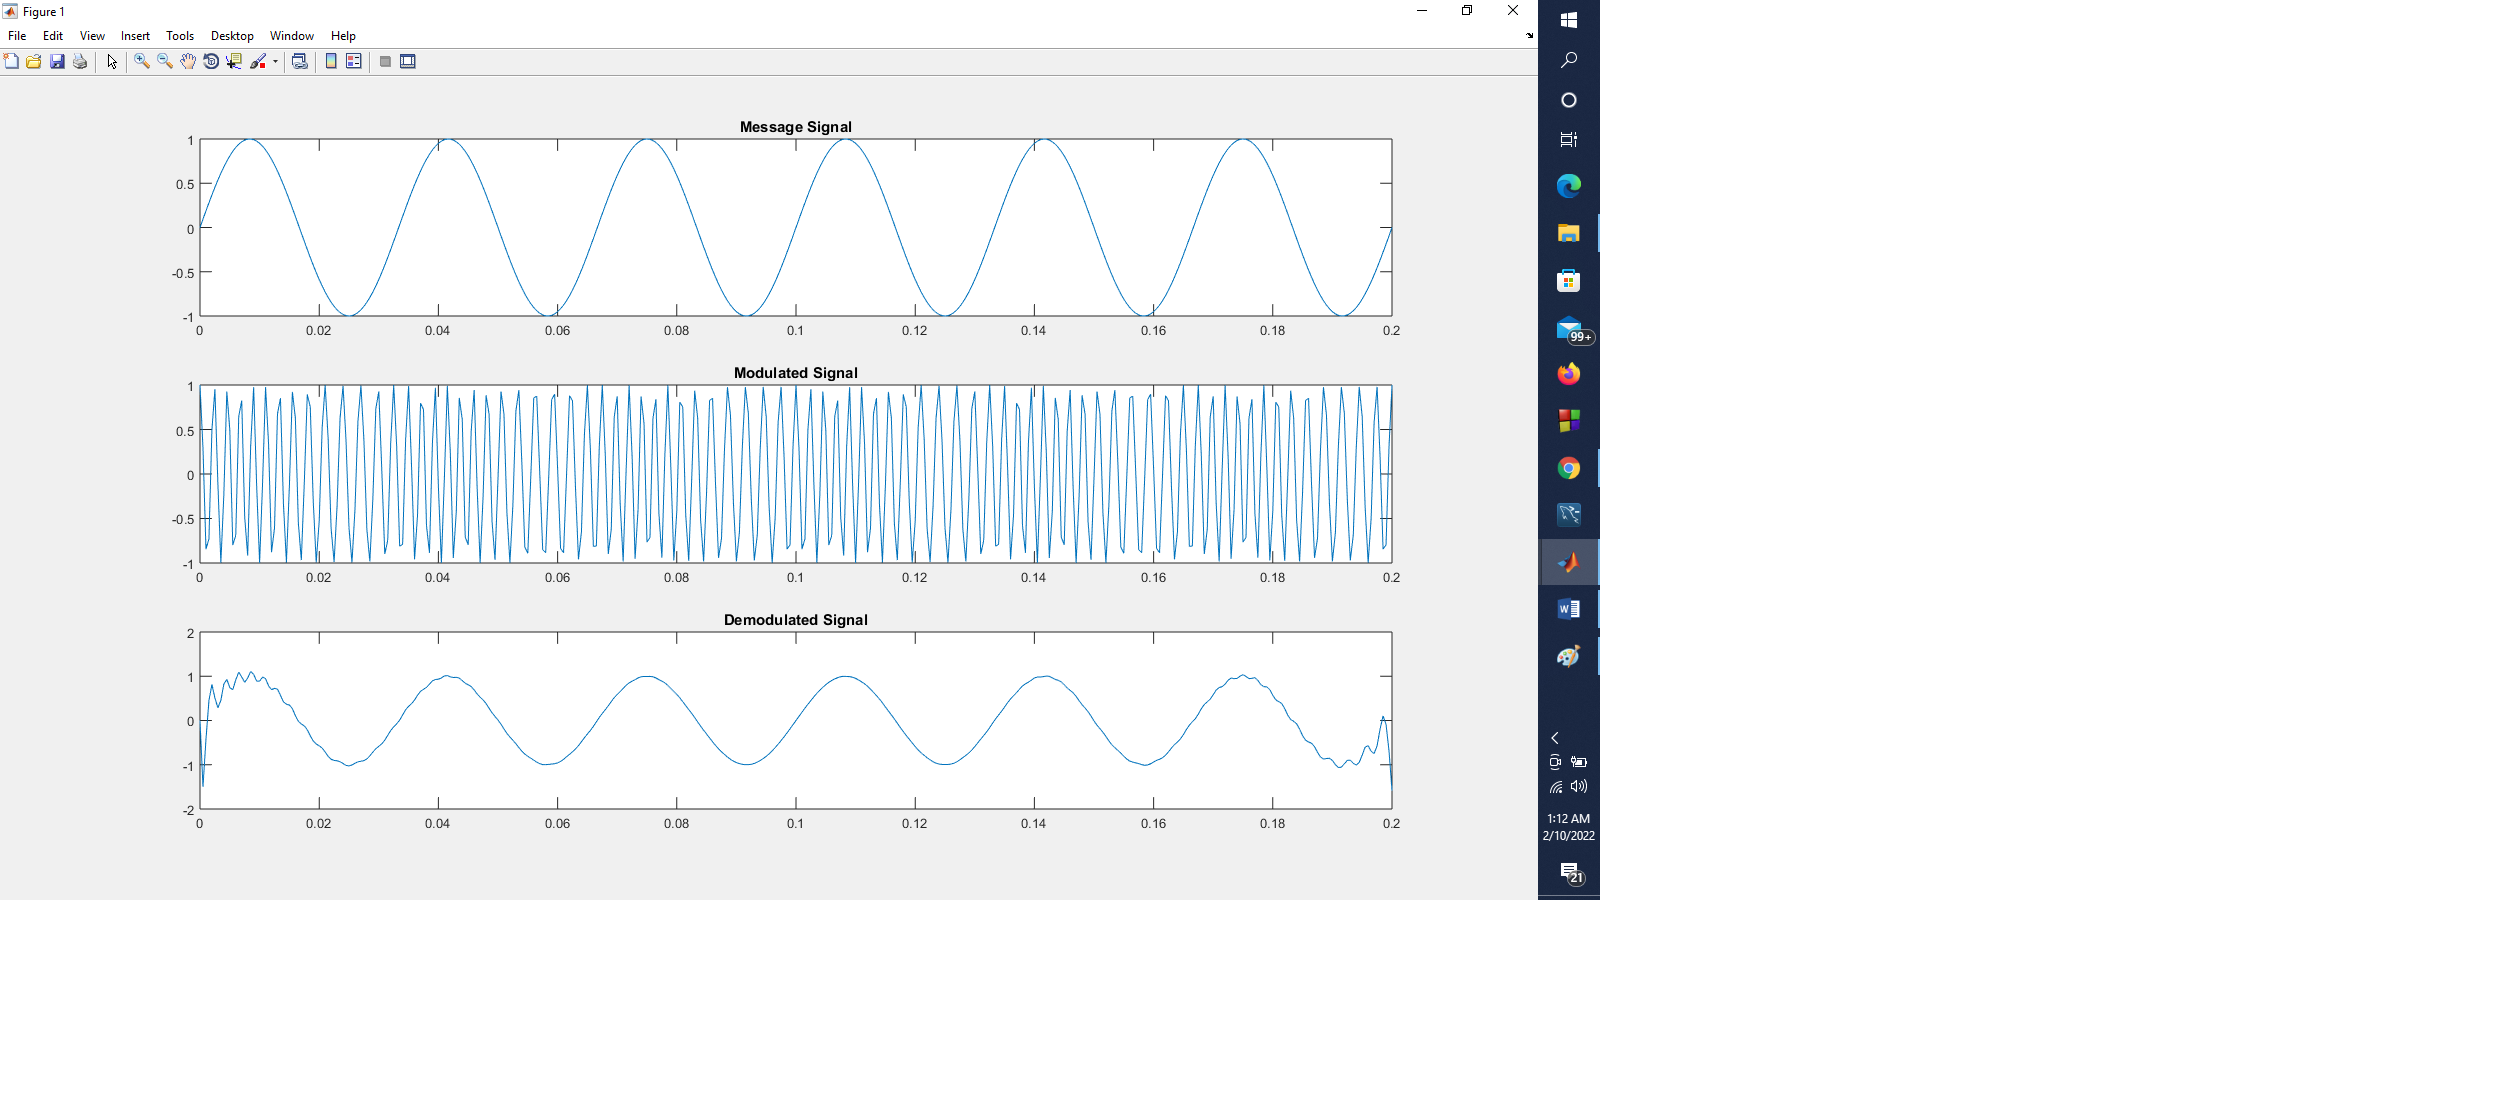 Figure 1
File Edit View Insert Tools Desktop Window Help
Message Signal
1
0.5
0
-0.5
-1
0 0.02 0.04 0.06 0.08 0.1 0.12 0.14 0.16 0.18 0.2
Modulated Signal
1
0.5
0
-0.5
-1
0 0.02 0.04 0.06 0.08 0.1 0.12 0.14 0.16 0.18 0.2
Demodulated Signal
2
1
0
-1
-2
0 0.02 0.04 0.06 0.08 0.1 0.12 0.14 0.16 0.18 0.2
99+
W
1:12 AM
2/10/2022
21